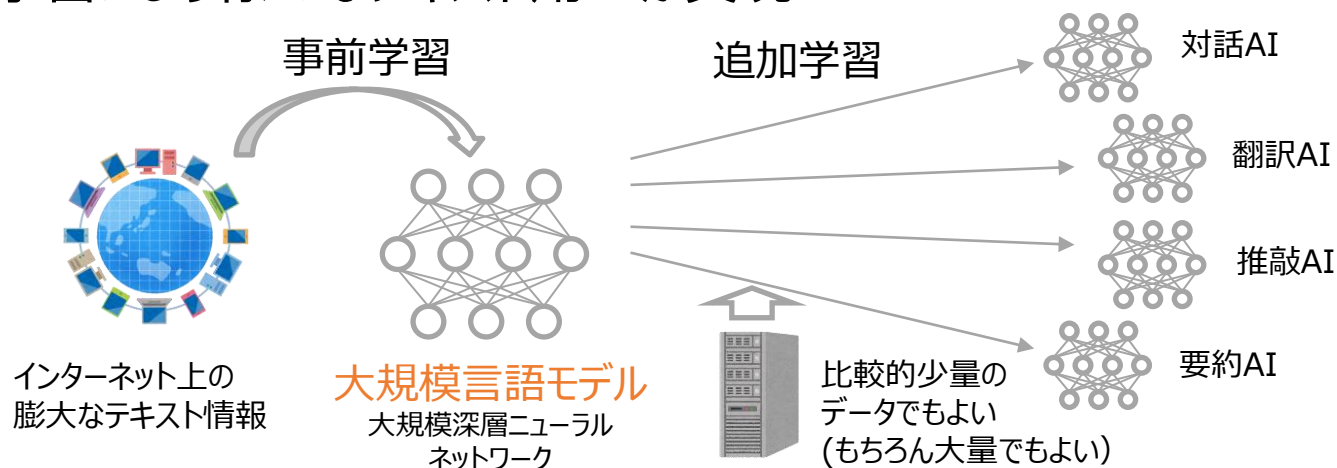 事前学習
追加学習
対話AI
翻訳AI
推敲AI
要約AI
インターネット上の
膨大なテキスト情報
大規模言語モデル
大規模深層ニューラル
ネットワーク
比較的少量の
データでもよい
(もちろん大量でもよい)